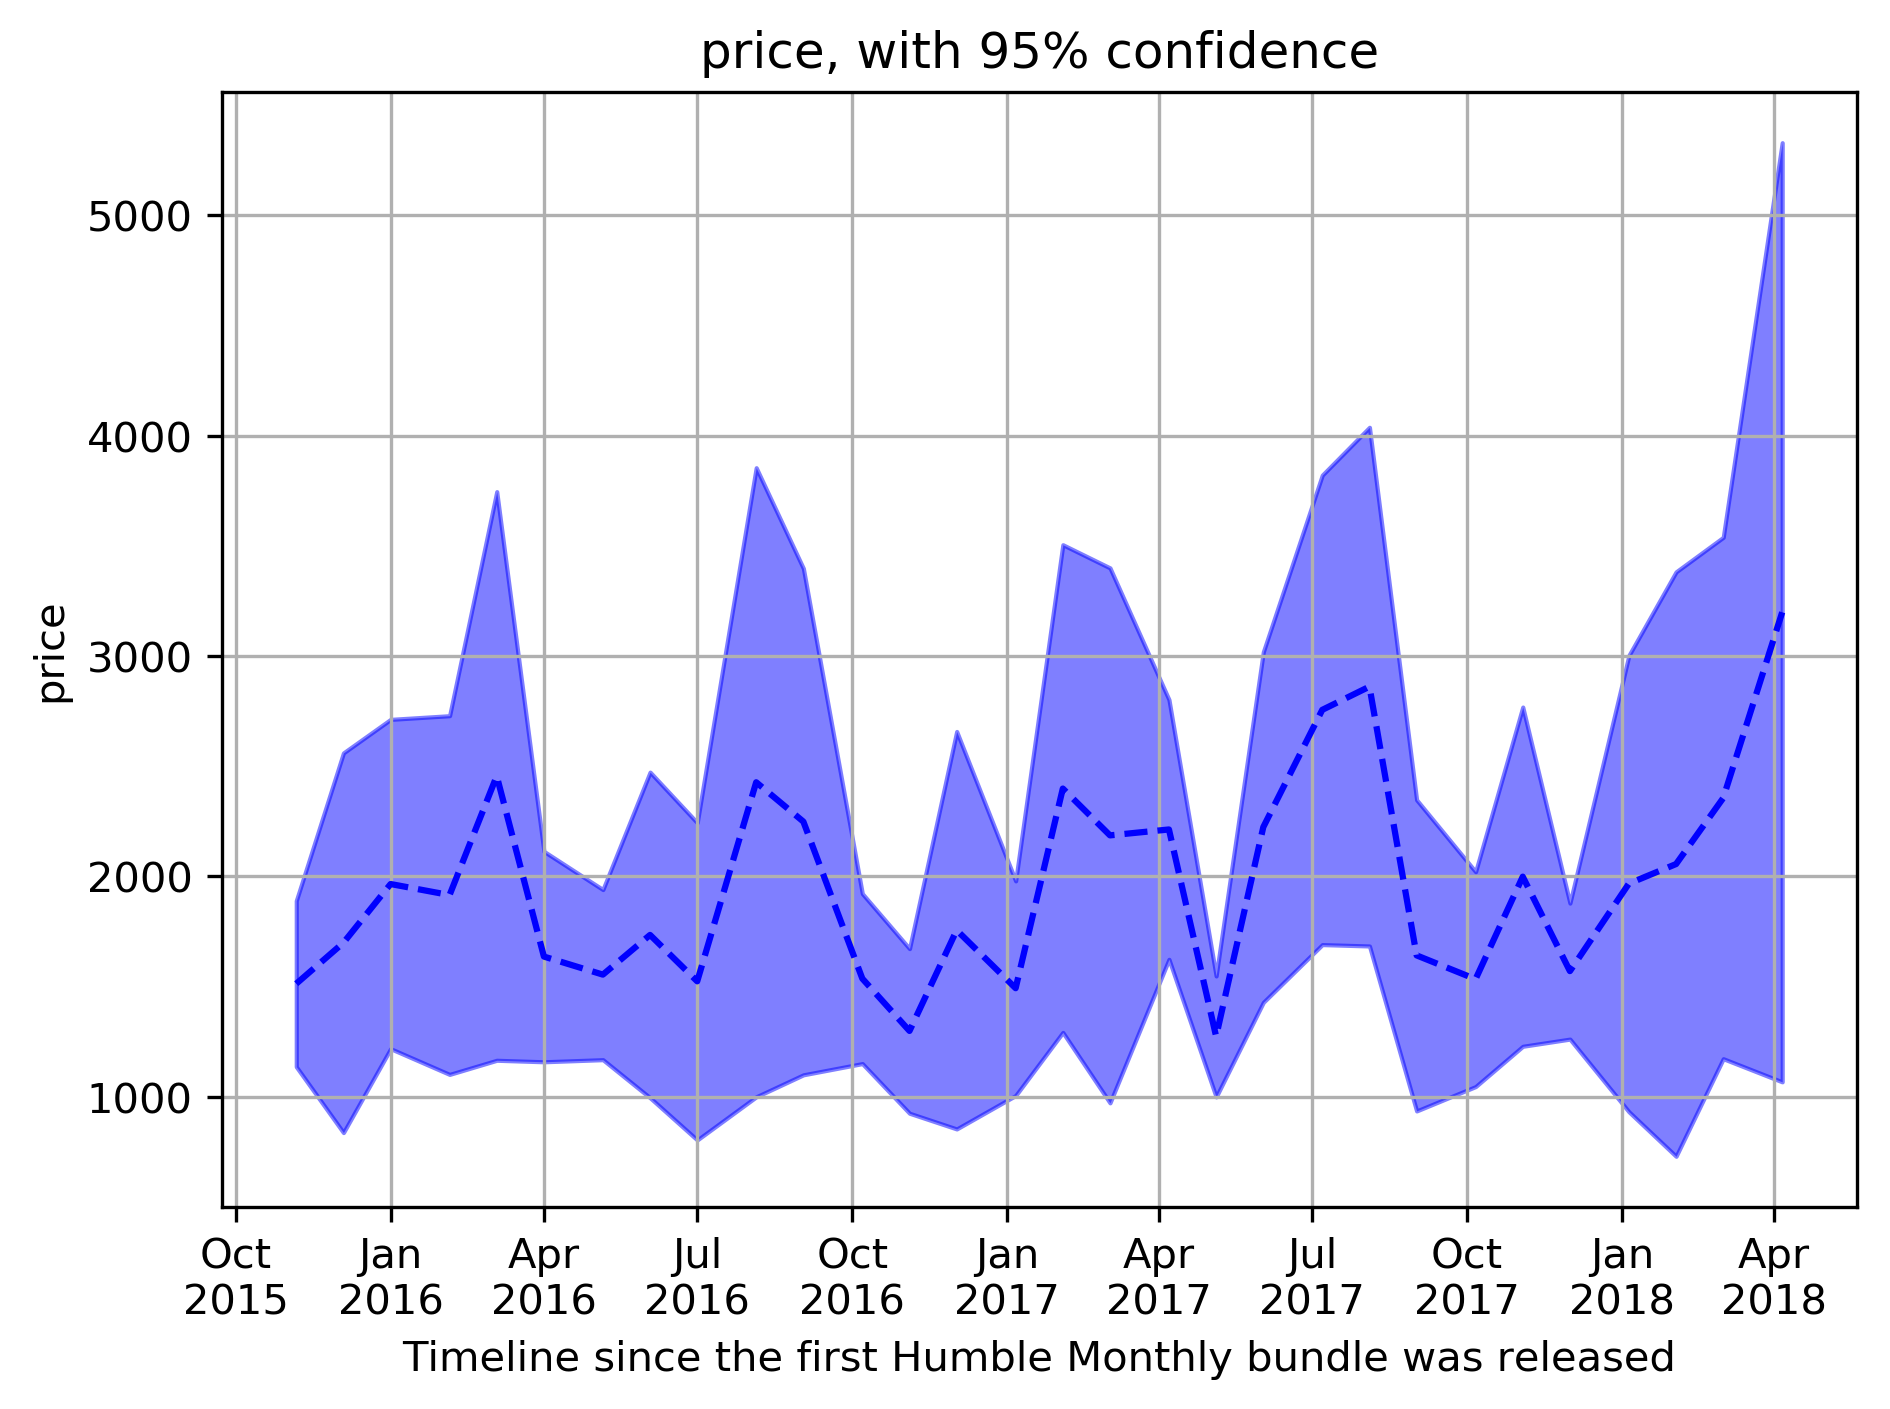 price, with 95% confidence
5000
4000
3000
2000
1000
price
Oct Jan Apr Jul Oct Jan Apr Jul Oct Jan Apr
2015 2016 2016 2016 2016 2017 2017 2017 2017 2018 2018
Timeline since the first Humble Monthly bundle was released